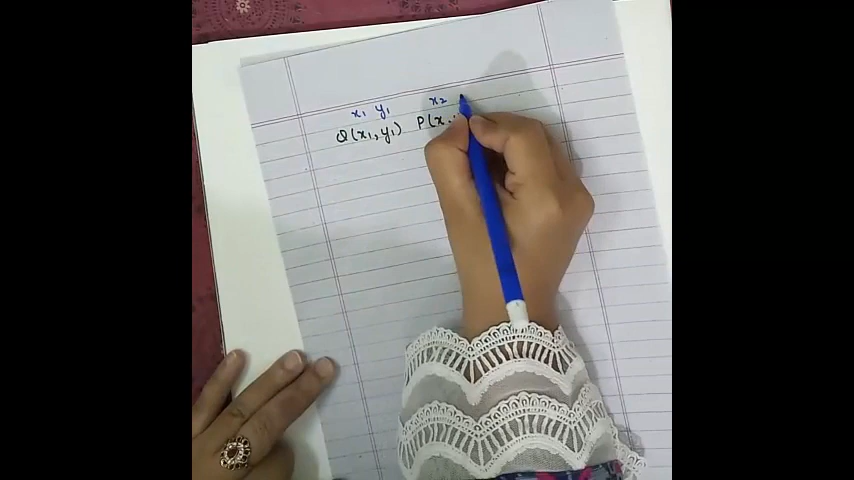 x₁ y₁ x₂
Q(x₁, y₁) P(x,